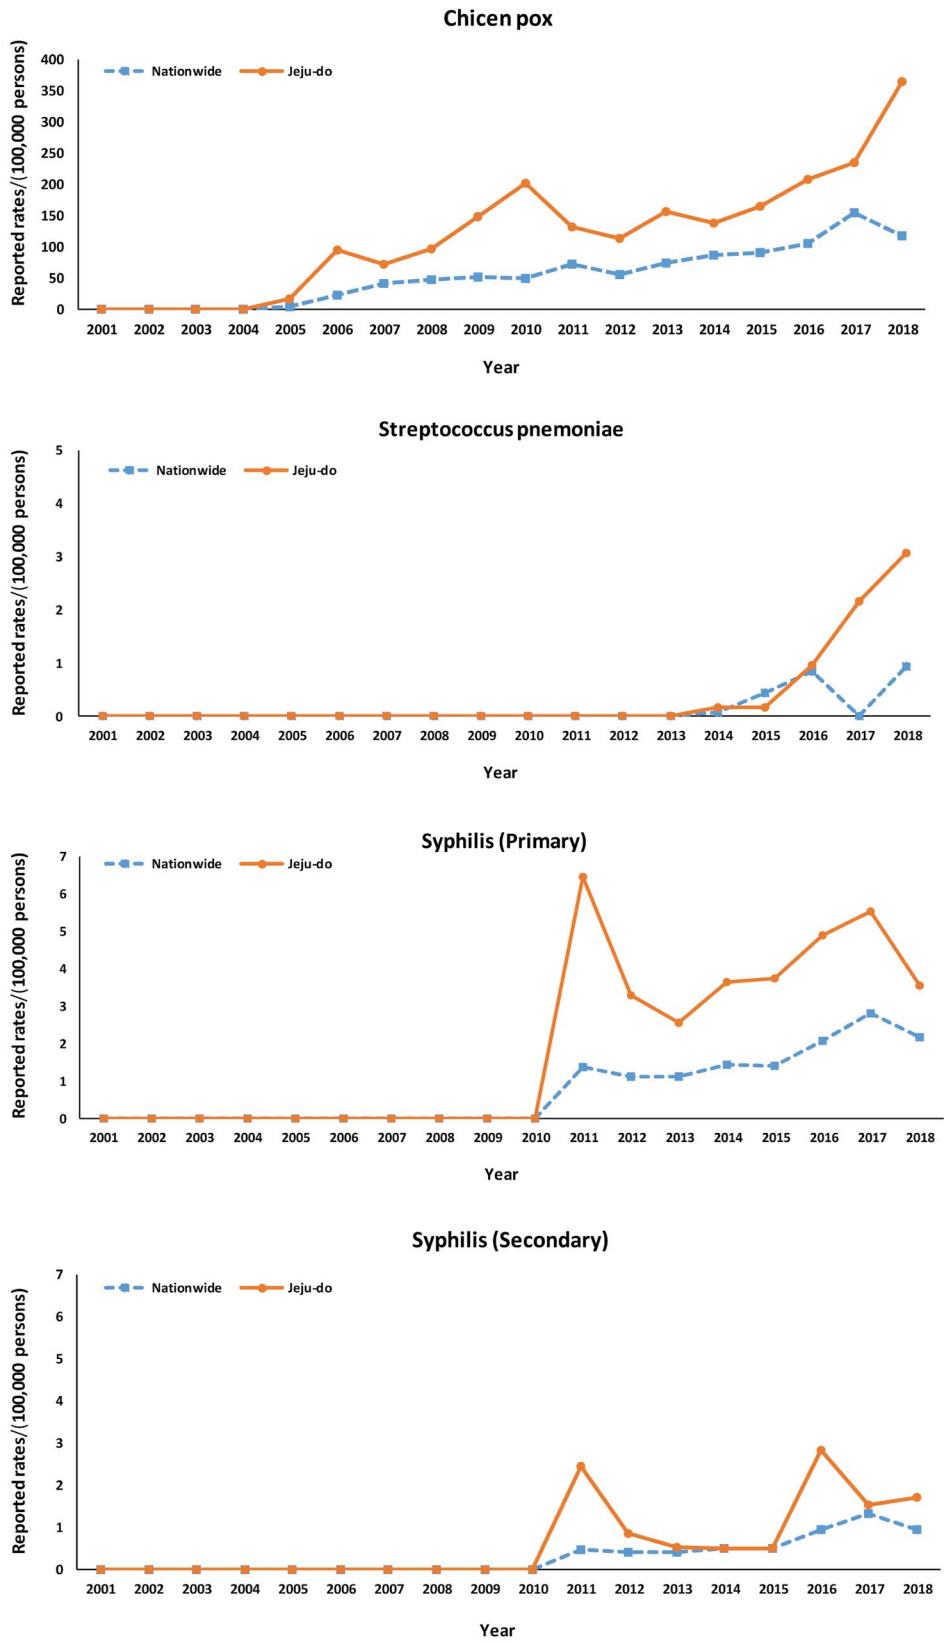 Chicen pox
Reported rates/(100,000 persons)
Nationwide Jeju-do
400
350
300
250
200
150
100
50
0
2001 2002 2003 2004 2005 2006 2007 2008 2009 2010 2011 2012 2013 2014 2015 2016 2017 2018
Year
Streptococcus pnemoniae
Reported rates/(100,000 persons)
Nationwide Jeju-do
5
4
3
2
1
0
2001 2002 2003 2004 2005 2006 2007 2008 2009 2010 2011 2012 2013 2014 2015 2016 2017 2018
Year
Syphilis (Primary)
Reported rates/(100,000 persons)
Nationwide Jeju-do
7
6
5
4
3
2
1
0
2001 2002 2003 2004 2005 2006 2007 2008 2009 2010 2011 2012 2013 2014 2015 2016 2017 2018
Year
Syphilis (Secondary)
Reported rates/(100,000 persons)
Nationwide Jeju-do
7
6
5
4
3
2
1
0
2001 2002 2003 2004 2005 2006 2007 2008 2009 2010 2011 2012 2013 2014 2015 2016 2017 2018
Year